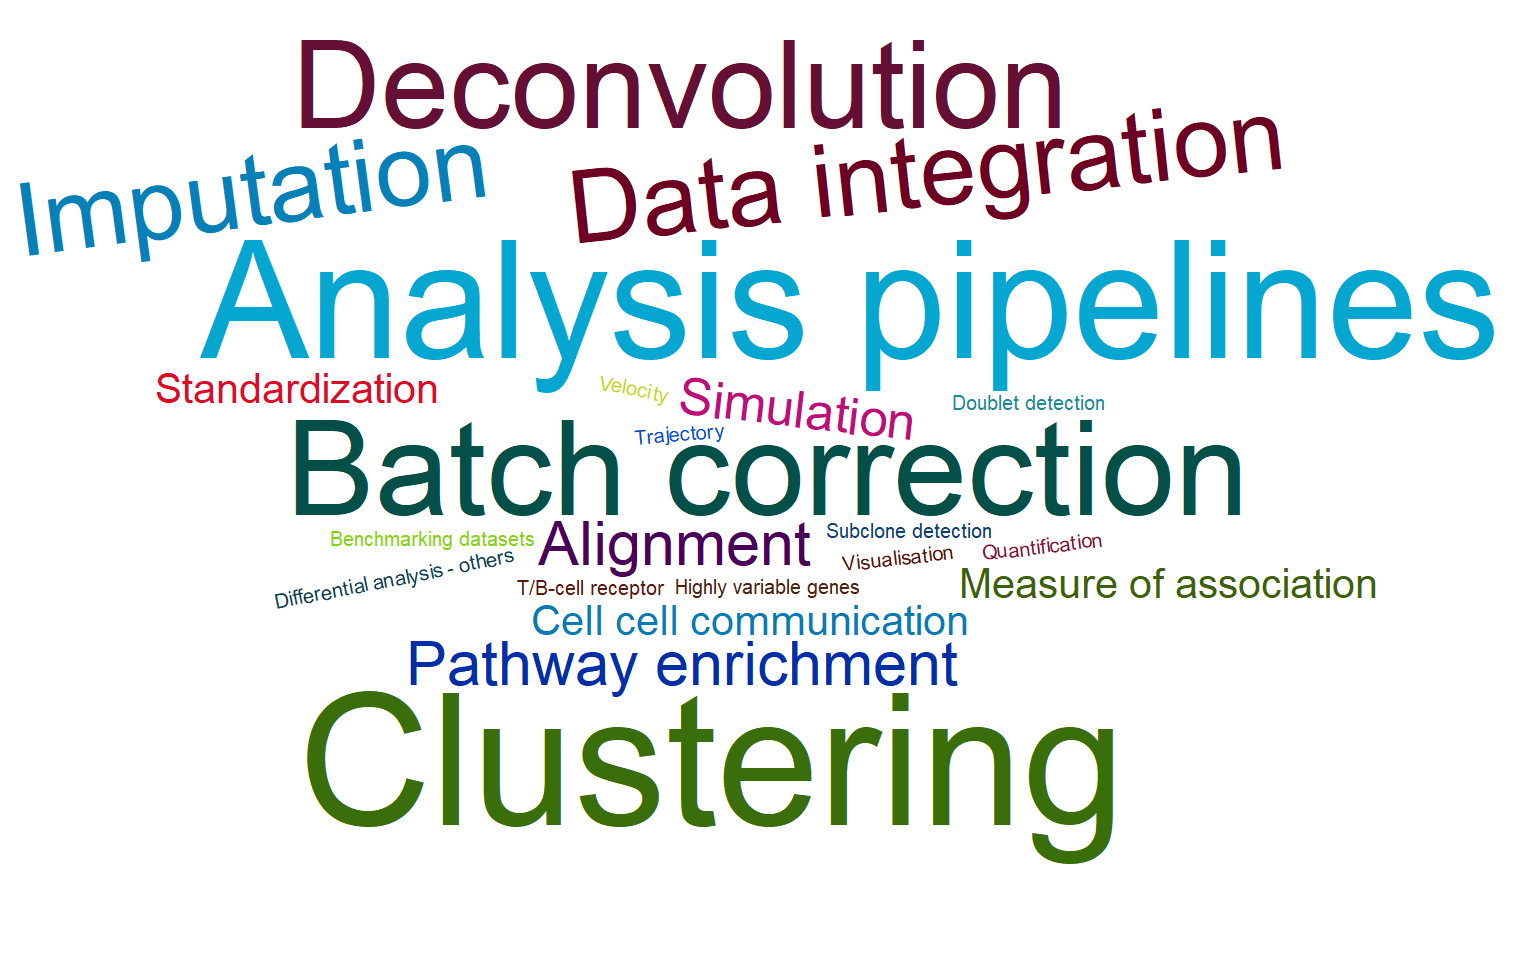 Deconvolution
Imputation
Data integration
Analysis pipelines
Standardization
Velocity
Simulation
Doublet detection
Trajectory
Batch correction
Benchmarking datasets
Alignment
Subclone detection
Visualisation
Quantification
Differential analysis - others
T/B-cell receptor
Highly variable genes
Measure of association
Cell cell communication
Pathway enrichment
Clustering